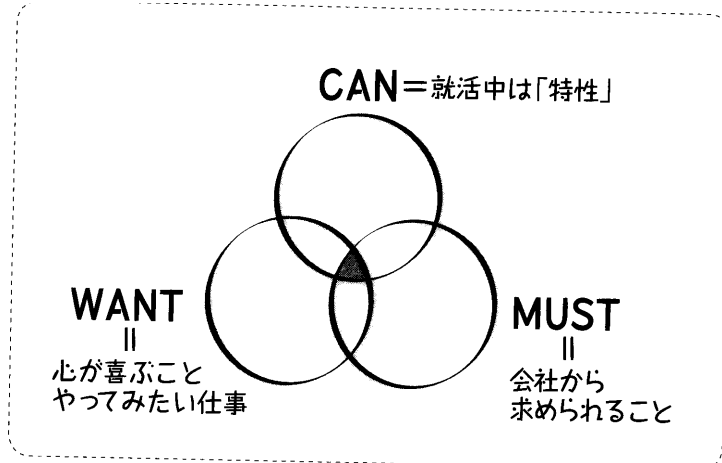 CAN=就活中は「特性」
WANT
=
心が喜ぶこと
やってみたい仕事
MUST
=
会社から
求められること